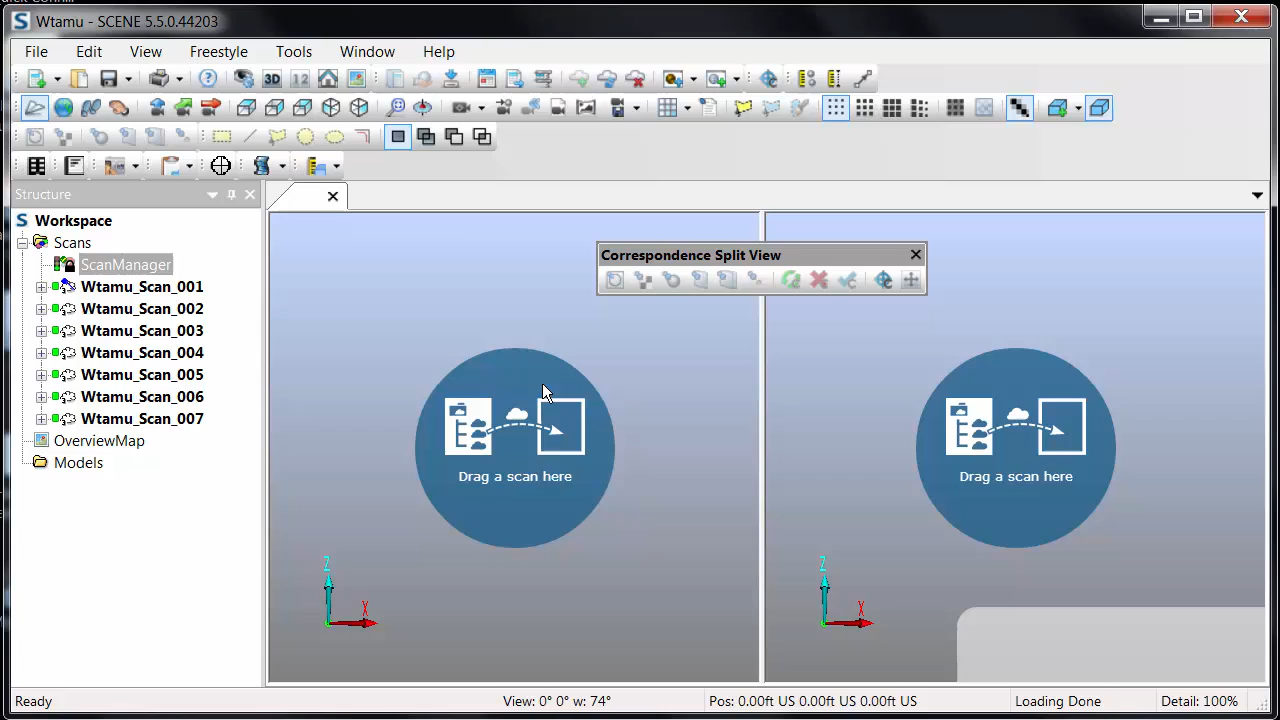 Wtamu - SCENE 5.5.0.44203
File Edit View Freestyle Tools Window Help
3D 12
Structure
Workspace
Scans
ScanManager
Wtamu_Scan_001
Wtamu_Scan_002
Wtamu_Scan_003
Wtamu_Scan_004
Wtamu_Scan_005
Wtamu_Scan_006
Wtamu_Scan_007
OverviewMap
Models
Correspondence Split View
Drag a scan here
Z
X
Drag a scan here
Z
X
Ready
View: 0° 0° w: 74°
Pos: 0.00ft US 0.00ft US 0.00ft US
Loading Done
Detail: 100%